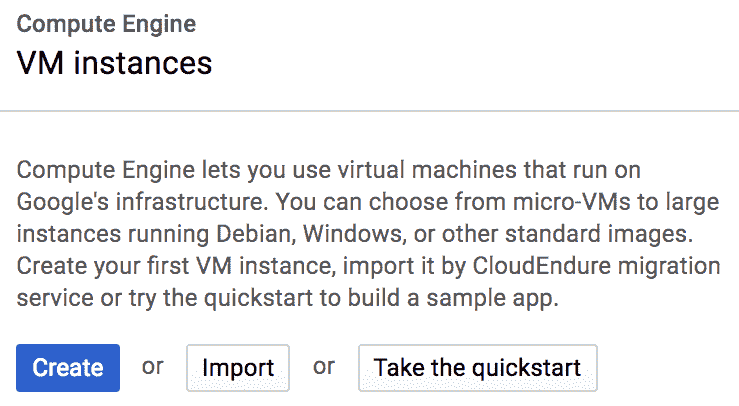 Compute Engine
VM instances
Compute Engine lets you use virtual machines that run on
Google's infrastructure. You can choose from micro-VMs to large
instances running Debian, Windows, or other standard images.
Create your first VM instance, import it by CloudEndure migration
service or try the quickstart to build a sample app.
Create or Import or Take the quickstart